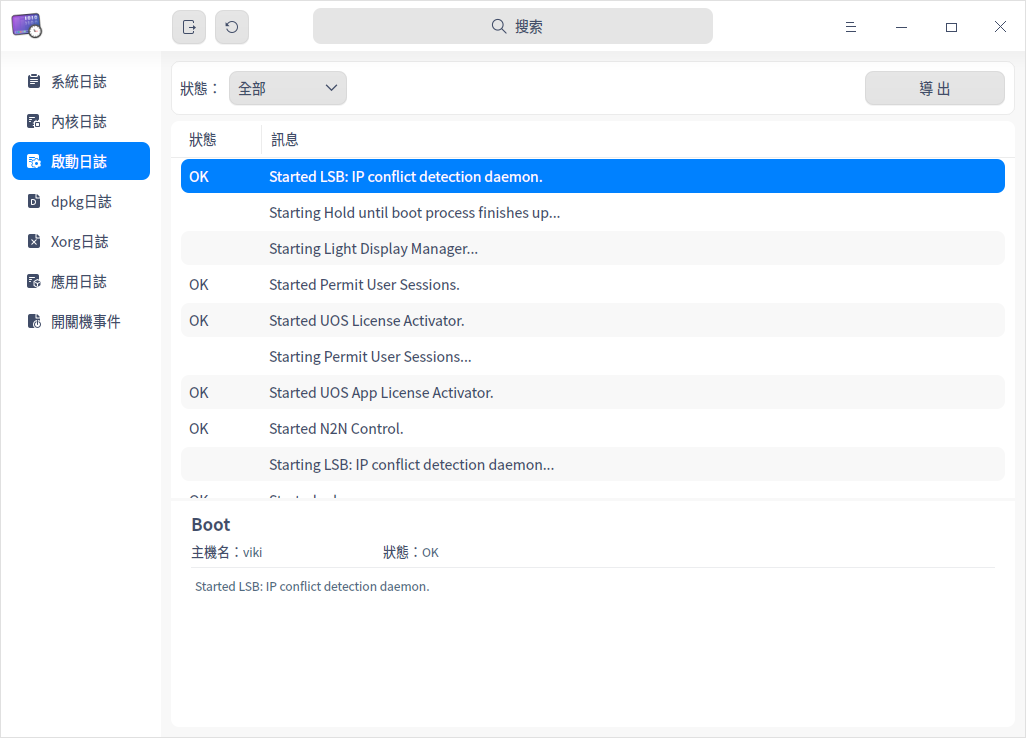 搜索
系統日誌
內核日誌
啟動日誌
dpkg日誌
Xorg日誌
應用日誌
開關機事件
狀態：
全部
導 出
狀態 訊息
OK Started LSB: IP conflict detection daemon.
Starting Hold until boot process finishes up...
Starting Light Display Manager...
OK Started Permit User Sessions.
OK Started UOS License Activator.
Starting Permit User Sessions...
OK Started UOS App License Activator.
OK Started N2N Control.
Starting LSB: IP conflict detection daemon...
Boot
主機名：viki 狀態：OK
Started LSB: IP conflict detection daemon.